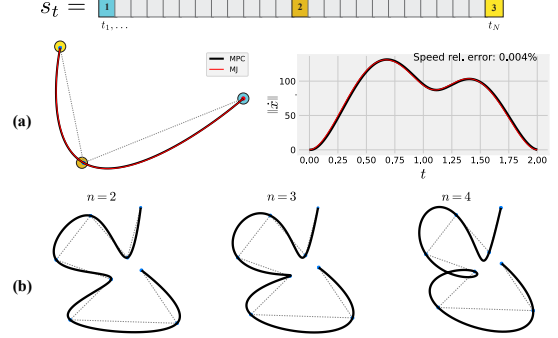 s_t =
1 2 3
t_1, ... t_N
(a)
MPC
MJ
Speed rel. error: 0.004%
‖ẋ‖
100
50
0
0,00 0,25 0,50 0,75 1,00 1,25 1,50 1,75 2,00
t
n = 2 n = 3 n = 4
(b)